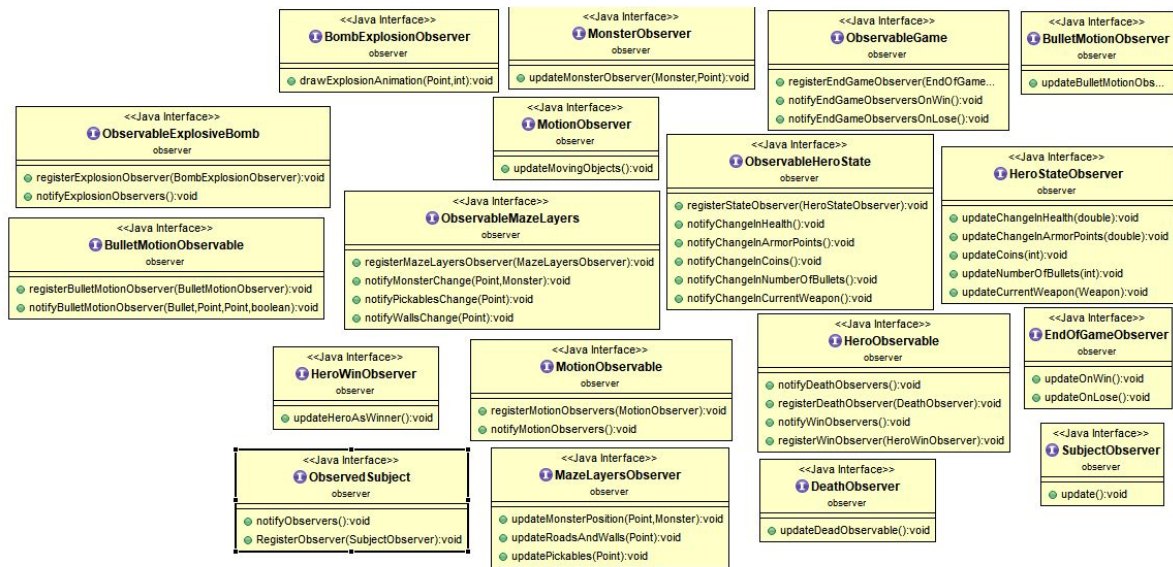 <<Java Interface>>
BombExplosionObserver
observer
drawExplosionAnimation(Point,int):void
<<Java Interface>>
MonsterObserver
observer
updateMonsterObserver(Monster,Point):void
<<Java Interface>>
ObservableGame
observer
registerEndGameObserver(EndOfGame...
notifyEndGameObserversOnWin():void
notifyEndGameObserversOnLose():void
<<Java Interface>>
BulletMotionObserver
observer
updateBulletMotionObs...
<<Java Interface>>
ObservableExplosiveBomb
observer
registerExplosionObserver(BombExplosionObserver):void
notifyExplosionObservers():void
<<Java Interface>>
MotionObserver
observer
updateMovingObjects():void
<<Java Interface>>
ObservableHeroState
observer
registerStateObserver(HeroStateObserver):void
notifyChangeInHealth():void
notifyChangeInArmorPoints():void
notifyChangeInCoins():void
notifyChangeInNumberOfBullets():void
notifyChangeInCurrentWeapon():void
<<Java Interface>>
HeroStateObserver
observer
updateChangeInHealth(double):void
updateChangeInArmorPoints(double):void
updateCoins(int):void
updateNumberOfBullets(int):void
updateCurrentWeapon(Weapon):void
<<Java Interface>>
BulletMotionObservable
observer
registerBulletMotionObserver(BulletMotionObserver):void
notifyBulletMotionObserver(Bullet,Point,Point,boolean):void
<<Java Interface>>
ObservableMazeLayers
observer
registerMazeLayersObserver(MazeLayersObserver):void
notifyMonsterChange(Point,Monster):void
notifyPickablesChange(Point):void
notifyWallsChange(Point):void
<<Java Interface>>
HeroWinObserver
observer
updateHeroAsWinner():void
<<Java Interface>>
MotionObservable
observer
registerMotionObservers(MotionObserver):void
notifyMotionObservers():void
<<Java Interface>>
HeroObservable
observer
notifyDeathObservers():void
registerDeathObserver(DeathObserver):void
notifyWinObservers():void
registerWinObserver(HeroWinObserver):void
<<Java Interface>>
EndOfGameObserver
observer
updateOnWin():void
updateOnLose():void
<<Java Interface>>
ObservedSubject
observer
notifyObservers():void
RegisterObserver(SubjectObserver):void
<<Java Interface>>
MazeLayersObserver
observer
updateMonsterPosition(Point,Monster):void
updateRoadsAndWalls(Point):void
updatePickables(Point):void
<<Java Interface>>
DeathObserver
observer
updateDeadObservable():void
<<Java Interface>>
SubjectObserver
observer
update():void